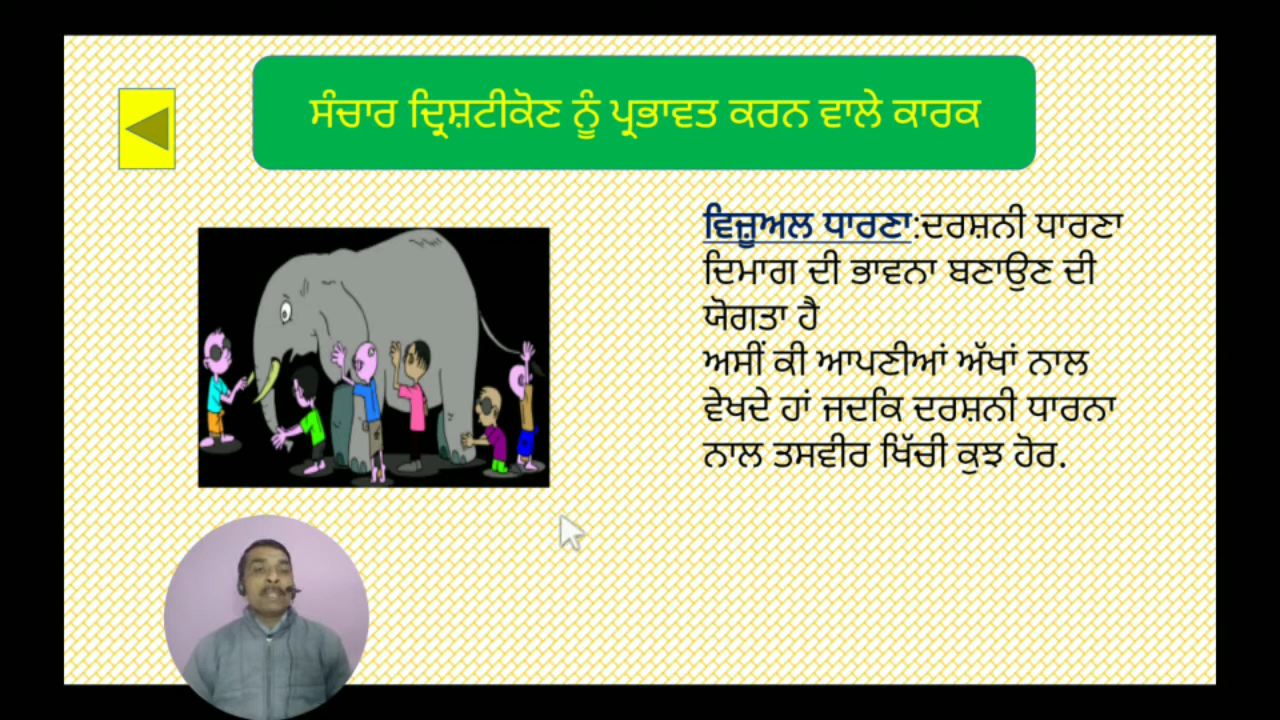 ਸੰਚਾਰ ਦ੍ਰਿਸ਼ਟੀਕੋਣ ਨੂੰ ਪ੍ਰਭਾਵਤ ਕਰਨ ਵਾਲੇ ਕਾਰਕ
ਵਿਜ਼ੂਅਲ ਧਾਰਣਾ:ਦਰਸ਼ਨੀ ਧਾਰਣਾ
ਦਿਮਾਗ ਦੀ ਭਾਵਨਾ ਬਣਾਉਣ ਦੀ
ਯੋਗਤਾ ਹੈ
ਅਸੀਂ ਕੀ ਆਪਣੀਆਂ ਅੱਖਾਂ ਨਾਲ
ਵੇਖਦੇ ਹਾਂ ਜਦਕਿ ਦਰਸ਼ਨੀ ਧਾਰਨਾ
ਨਾਲ ਤਸਵੀਰ ਖਿੱਚੀ ਕੁਝ ਹੋਰ.